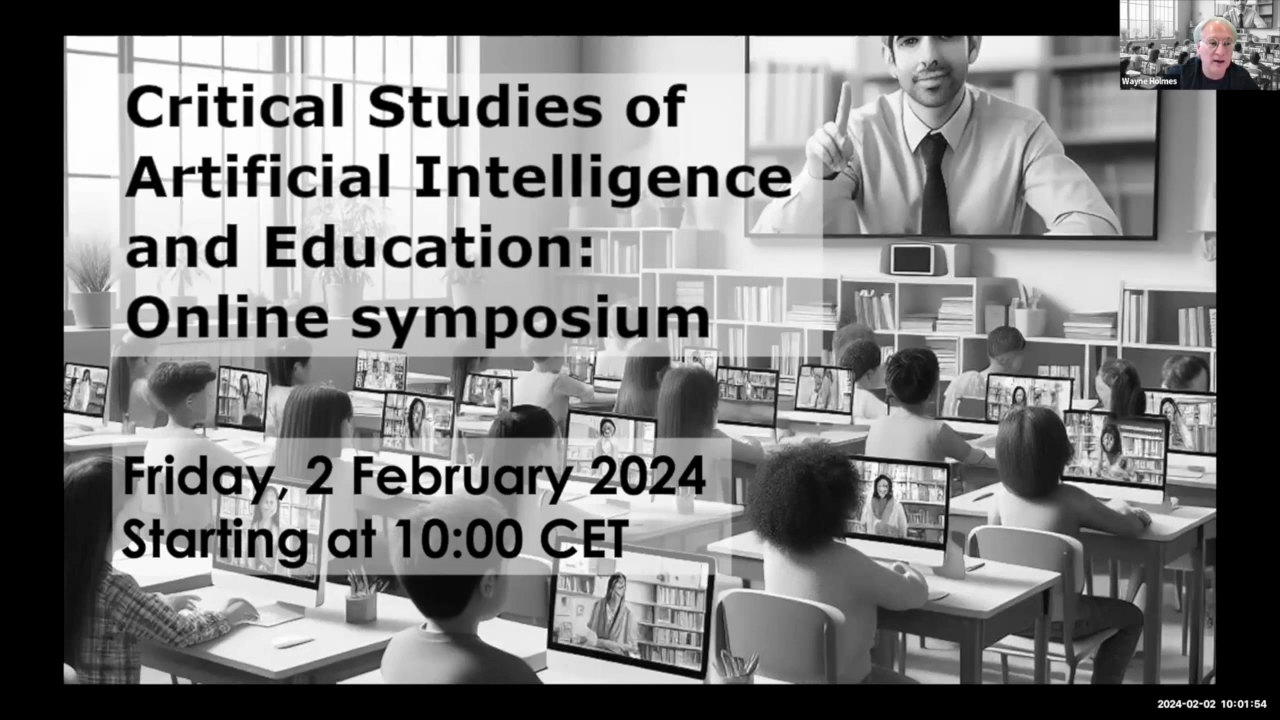 Critical Studies of
Artificial Intelligence
and Education:
Online symposium
Friday, 2 February 2024
Starting at 10:00 CET
Wayne Holmes
2024-02-02 10:01:54